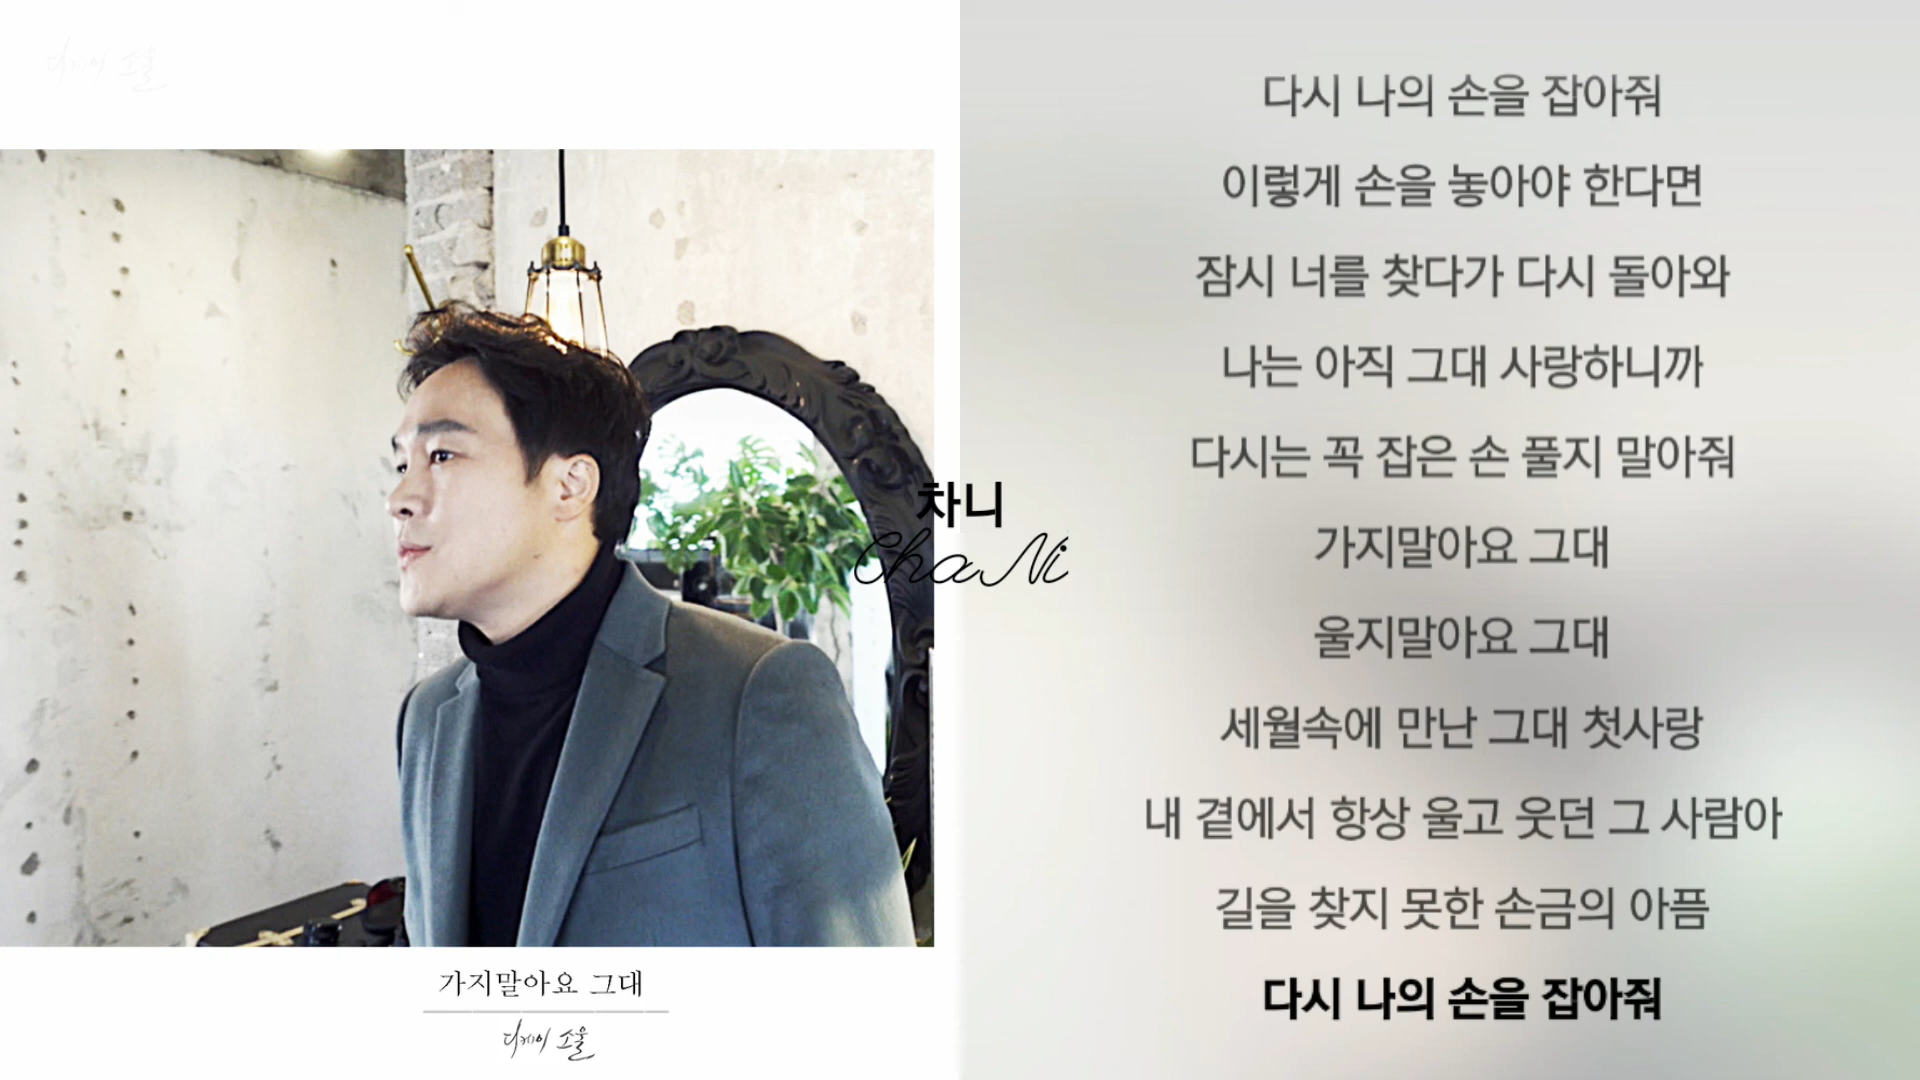 디케이 소울
가지말아요 그대
디케이 소울
차니
ChaNi
다시 나의 손을 잡아줘
이렇게 손을 놓아야 한다면
잠시 너를 찾다가 다시 돌아와
나는 아직 그대 사랑하니까
다시는 꼭 잡은 손 풀지 말아줘
가지말아요 그대
울지말아요 그대
세월속에 만난 그대 첫사랑
내 곁에서 항상 울고 웃던 그 사람아
길을 찾지 못한 손금의 아픔
다시 나의 손을 잡아줘